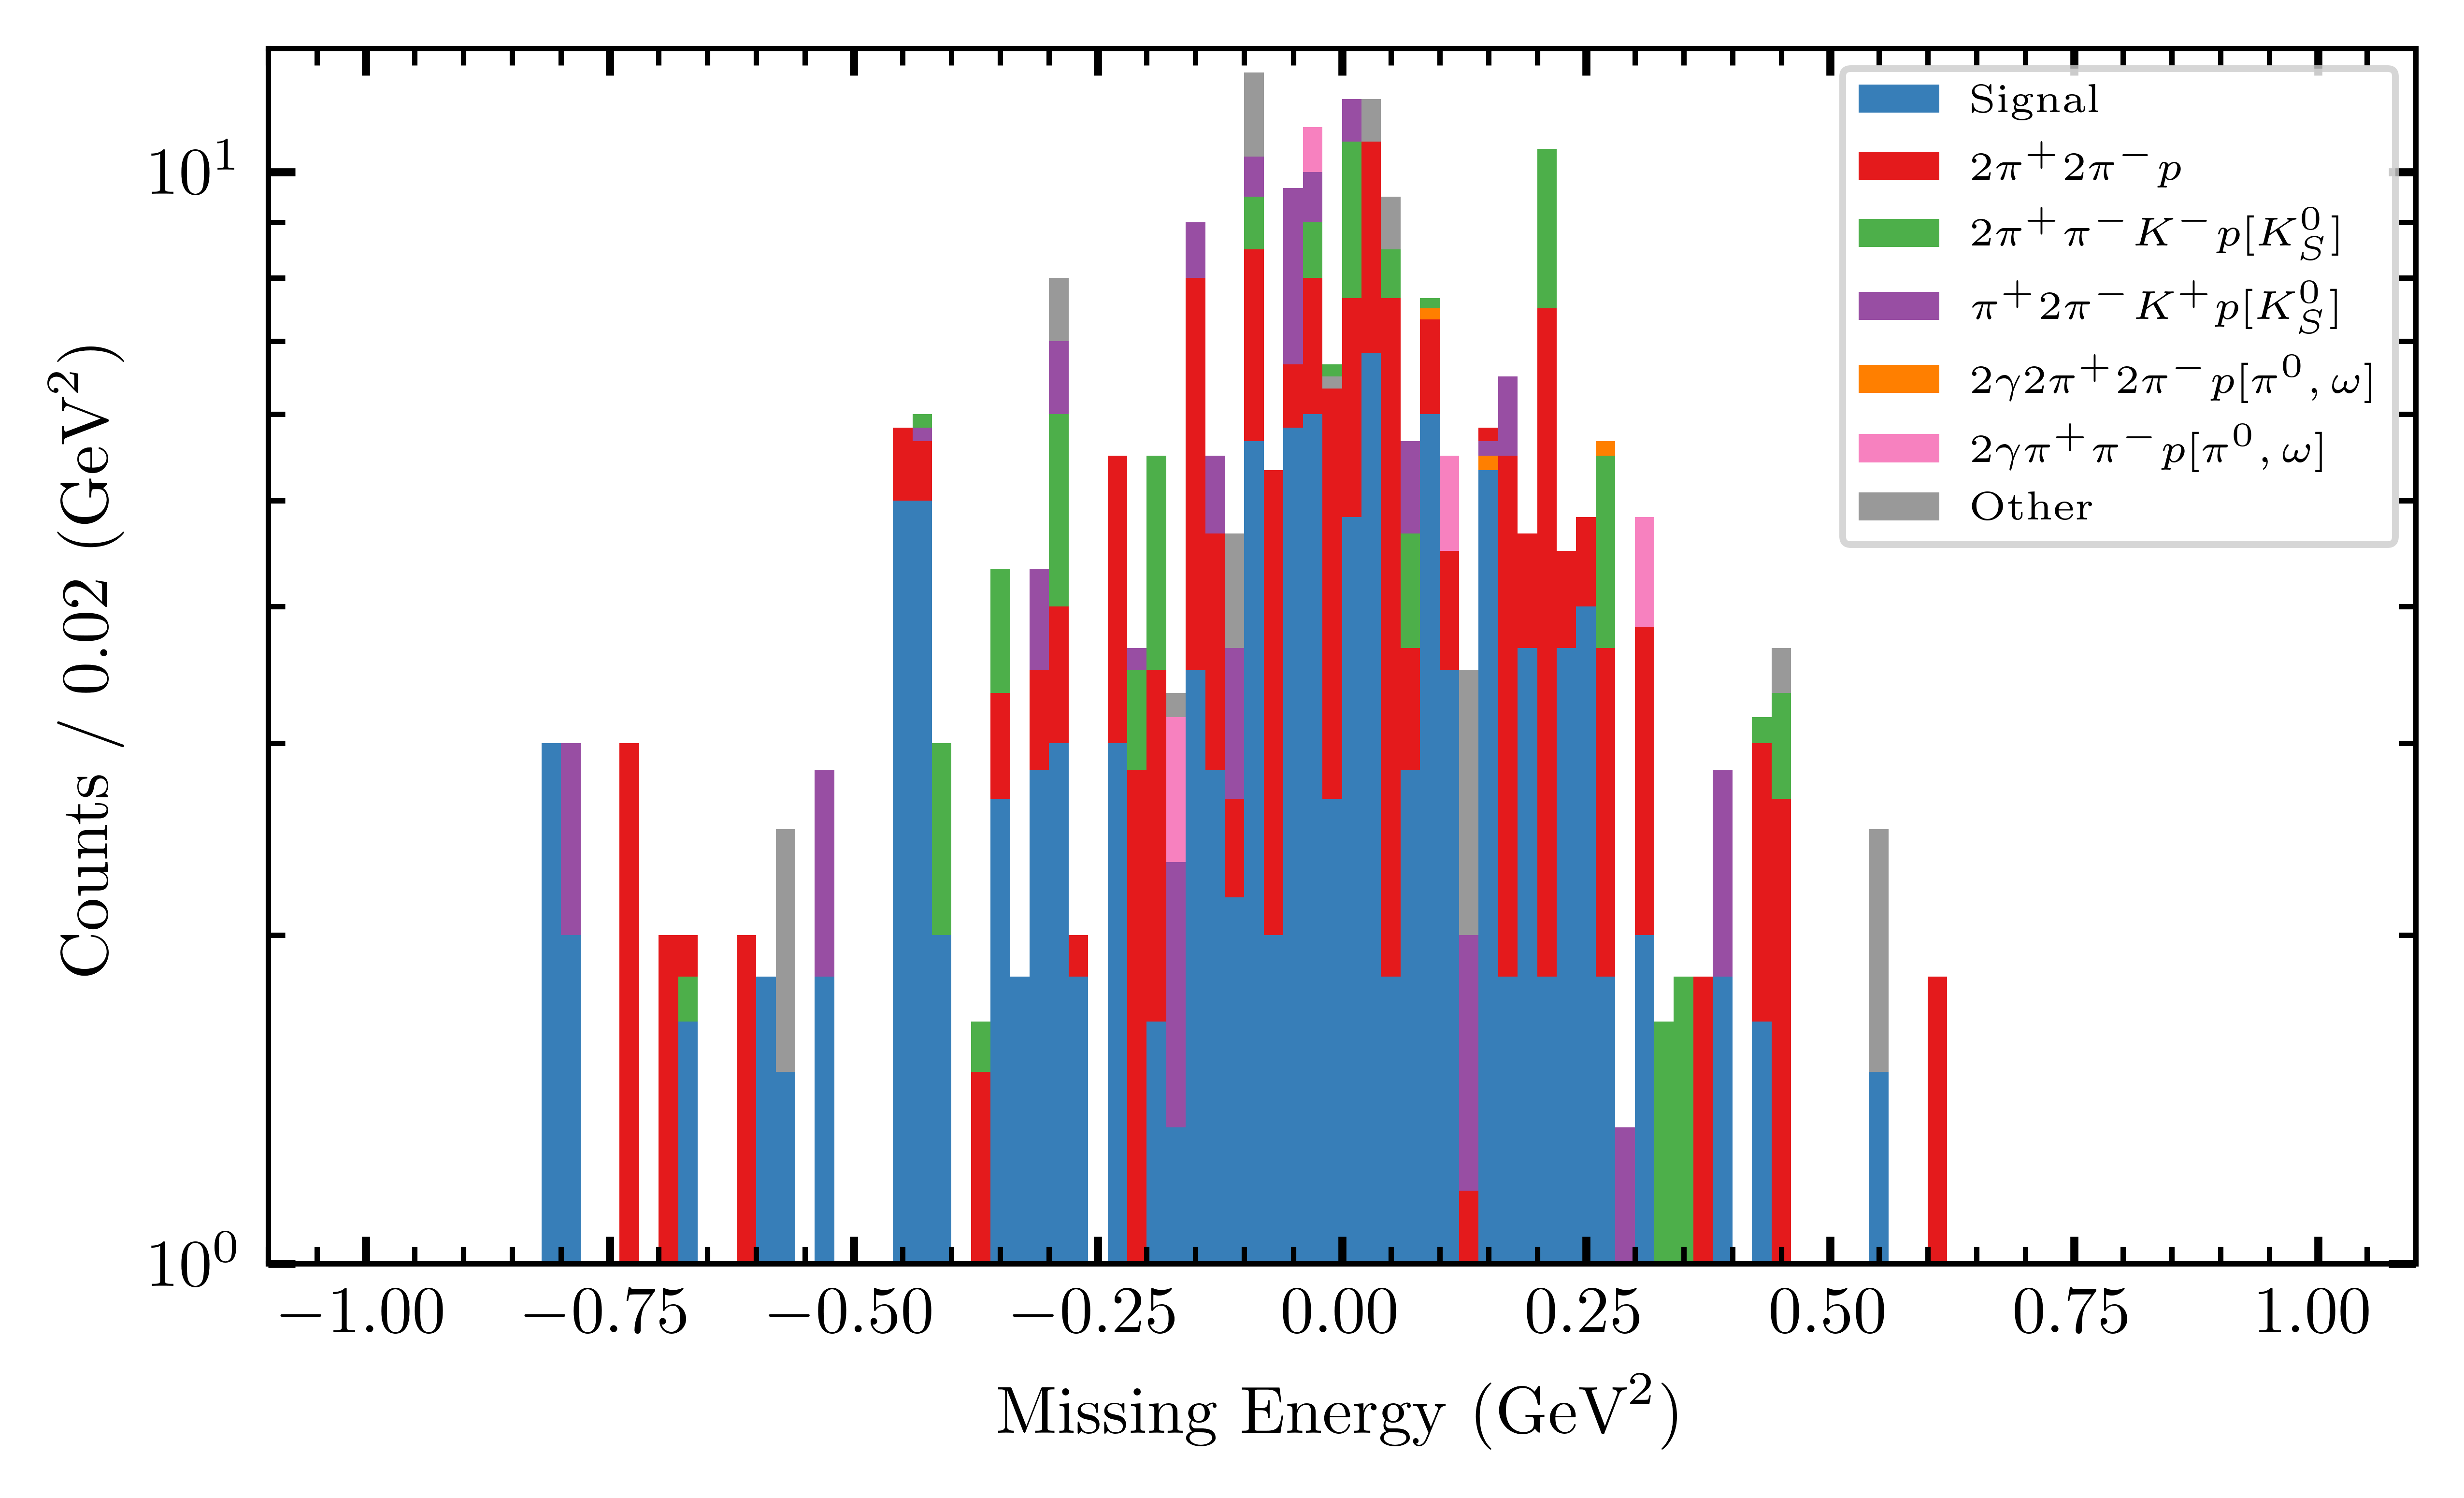 Counts / 0.02 (GeV²)
10¹
10⁰
−1.00 −0.75 −0.50 −0.25 0.00 0.25 0.50 0.75 1.00
Missing Energy (GeV²)
Signal
2π⁺2π⁻p
2π⁺π⁻K⁻p[K⁰_S]
π⁺2π⁻K⁺p[K⁰_S]
2γ2π⁺2π⁻p[π⁰, ω]
2γπ⁺π⁻p[π⁰, ω]
Other